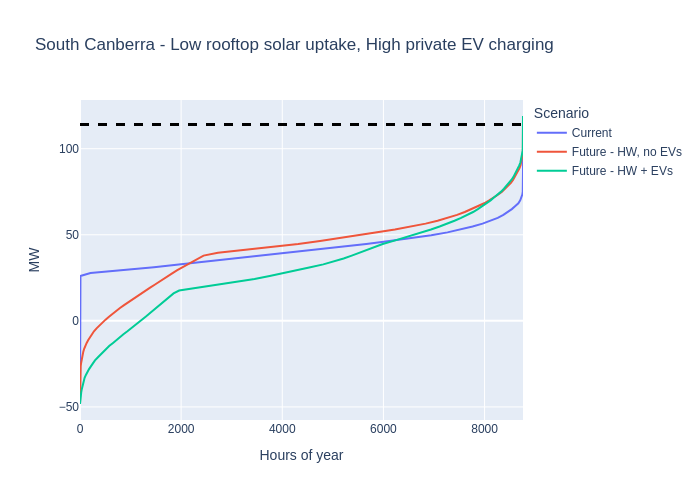 South Canberra - Low rooftop solar uptake, High private EV charging
Scenario
Current
Future - HW, no EVs
Future - HW + EVs
MW
100
50
0
−50
0 2000 4000 6000 8000
Hours of year